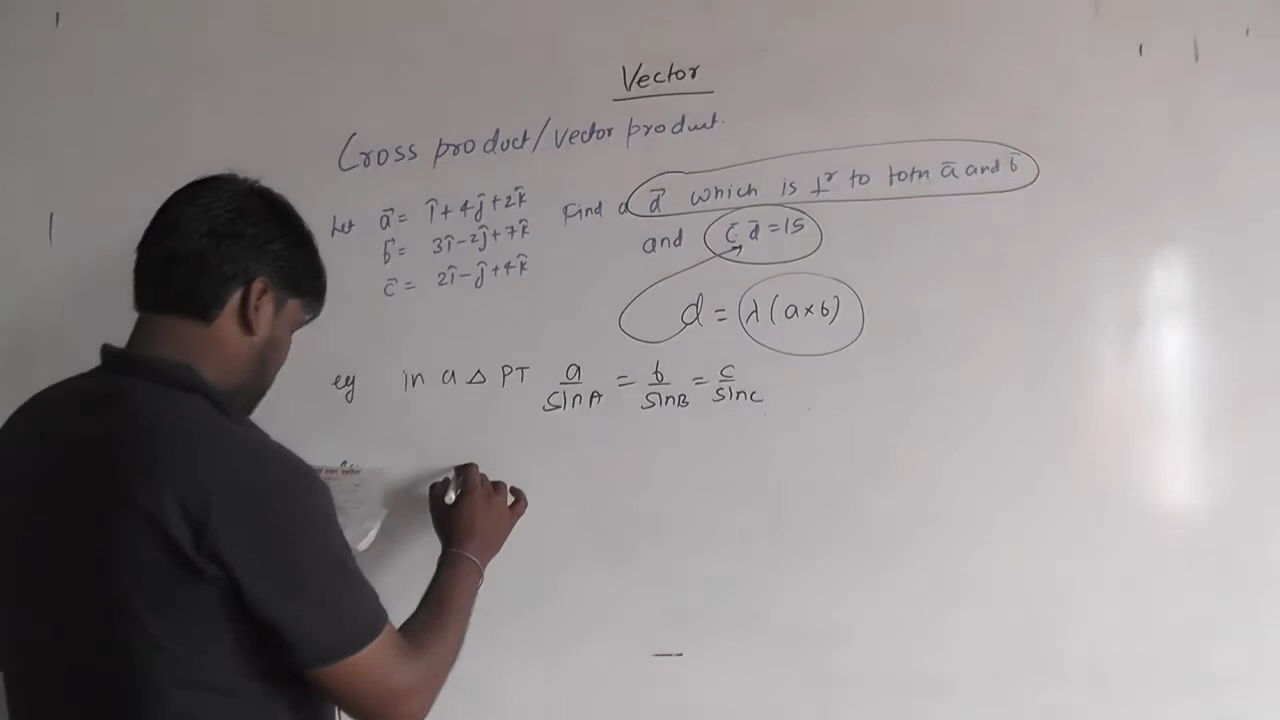 Vector
Cross product/vector product.
Let a⃗ = î + 4ĵ + 2k̂ Find a d⃗ which is ⊥r to both a̅ and b̅
b⃗ = 3î - 2ĵ + 7k̂ and c̅ d̅ = 15
c⃗ = 2î - ĵ + 4k̂
d = λ(a×b)
eg in a △ PT a/sinA = b/sinB = c/sinC